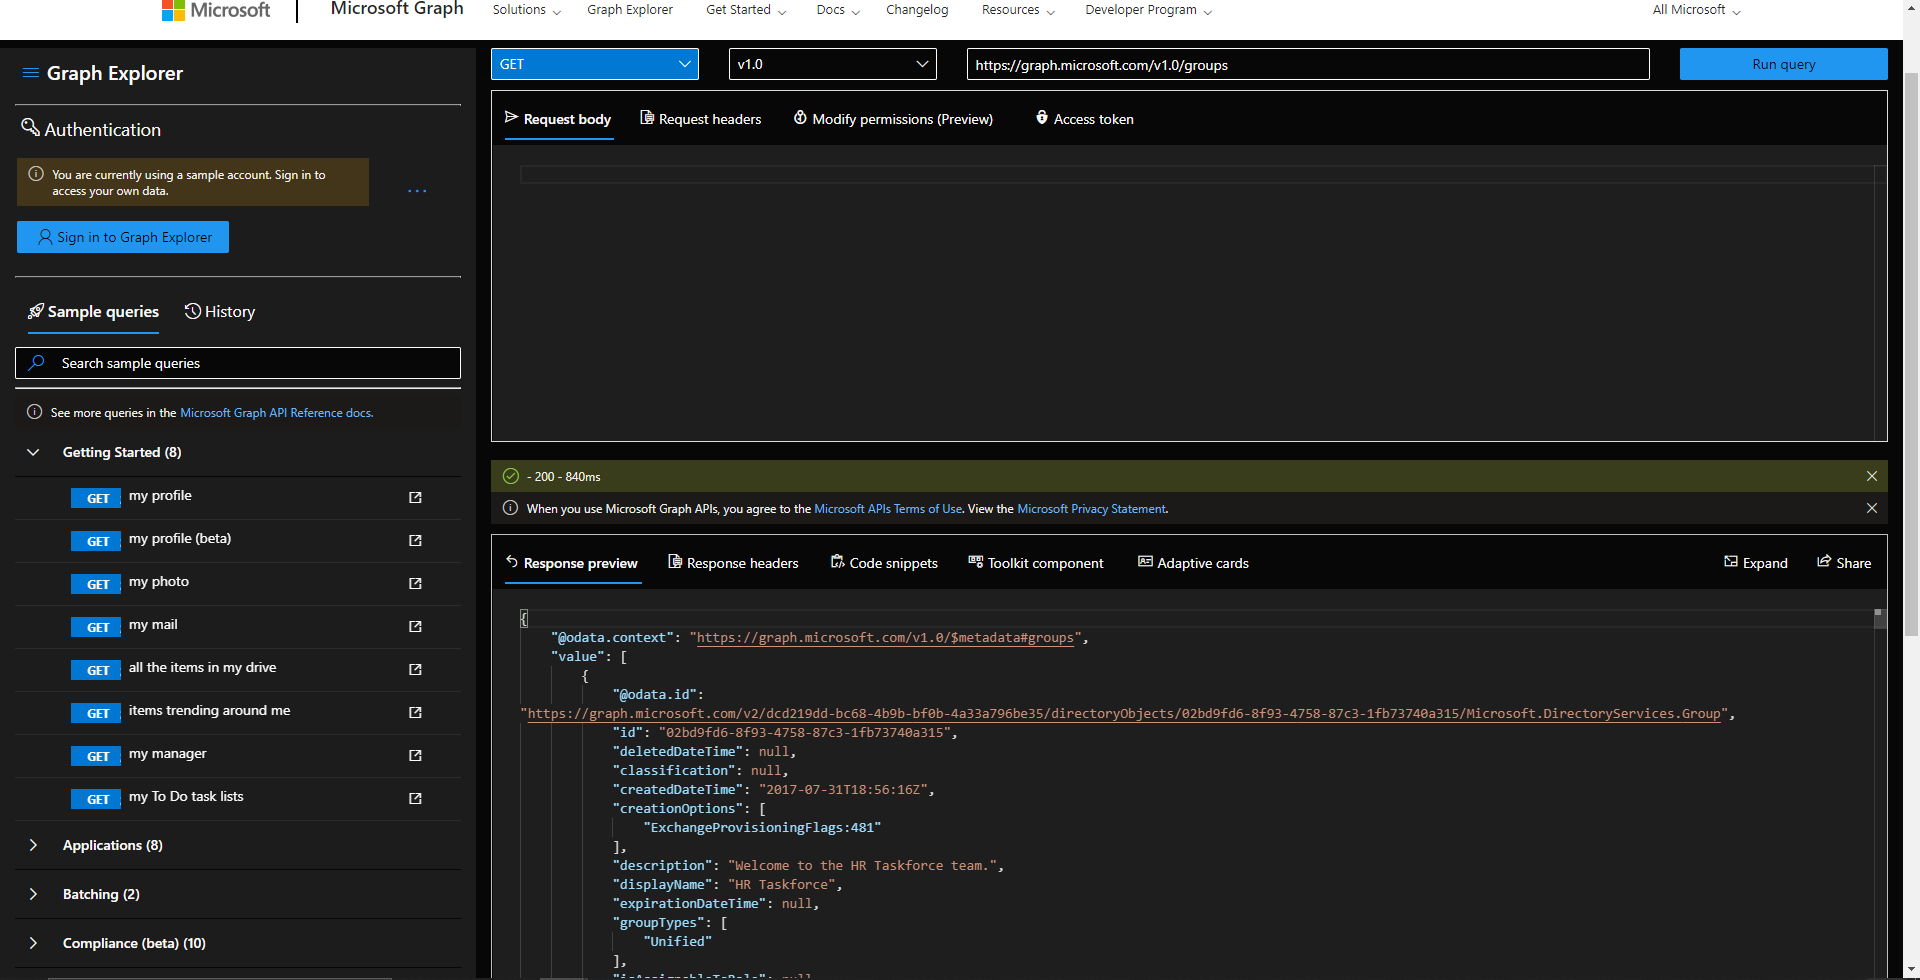 Microsoft
Microsoft Graph
Solutions
Graph Explorer
Get Started
Docs
Changelog
Resources
Developer Program
All Microsoft
Graph Explorer
Authentication
You are currently using a sample account. Sign in to
access your own data.
...
Sign in to Graph Explorer
Sample queries
History
Search sample queries
See more queries in the Microsoft Graph API Reference docs.
Getting Started (8)
GET my profile
GET my profile (beta)
GET my photo
GET my mail
GET all the items in my drive
GET items trending around me
GET my manager
GET my To Do task lists
Applications (8)
Batching (2)
Compliance (beta) (10)
GET
v1.0
https://graph.microsoft.com/v1.0/groups
Run query
Request body
Request headers
Modify permissions (Preview)
Access token
- 200 - 840ms
When you use Microsoft Graph APIs, you agree to the Microsoft APIs Terms of Use. View the Microsoft Privacy Statement.
Response preview
Response headers
Code snippets
Toolkit component
Adaptive cards
Expand
Share
{
"@odata.context": "https://graph.microsoft.com/v1.0/$metadata#groups",
"value": [
{
"@odata.id":
"https://graph.microsoft.com/v2/dcd219dd-bc68-4b9b-bf0b-4a33a796be35/directoryObjects/02bd9fd6-8f93-4758-87c3-1fb73740a315/Microsoft.DirectoryServices.Group",
"id": "02bd9fd6-8f93-4758-87c3-1fb73740a315",
"deletedDateTime": null,
"classification": null,
"createdDateTime": "2017-07-31T18:56:16Z",
"creationOptions": [
"ExchangeProvisioningFlags:481"
],
"description": "Welcome to the HR Taskforce team.",
"displayName": "HR Taskforce",
"expirationDateTime": null,
"groupTypes": [
"Unified"
],
"isAssignableToRole": null,